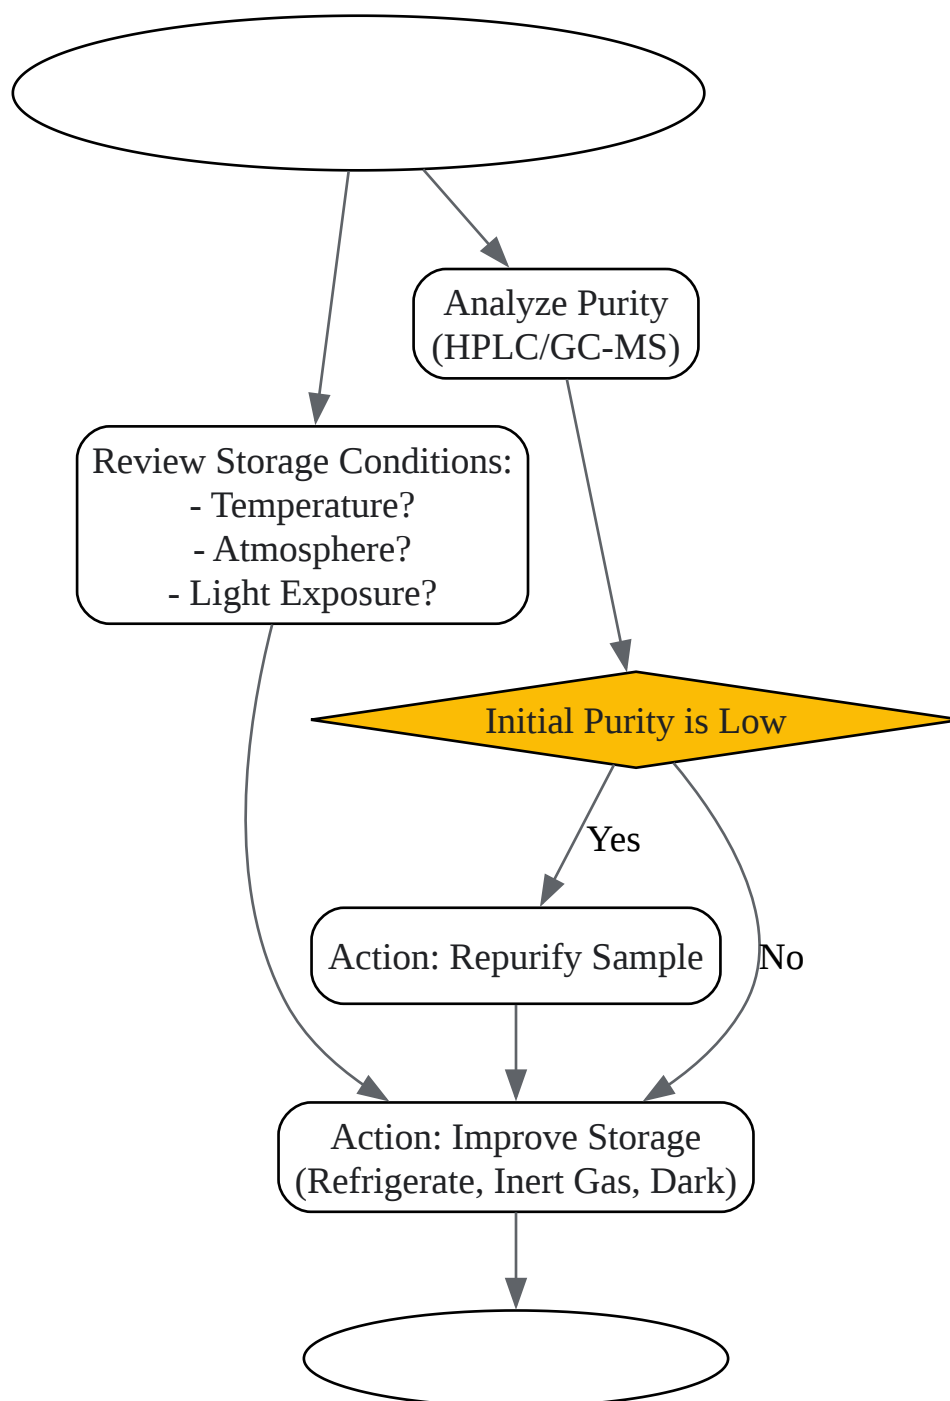 Analyze Purity
(HPLC/GC-MS)
Review Storage Conditions:
- Temperature?
- Atmosphere?
- Light Exposure?
Initial Purity is Low
Yes
Action: Repurify Sample
No
Action: Improve Storage
(Refrigerate, Inert Gas, Dark)